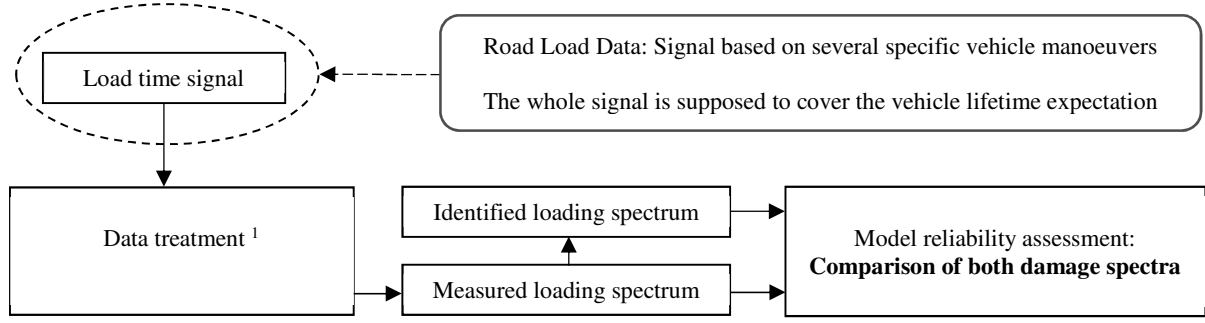 Road Load Data: Signal based on several specific vehicle manoeuvers
The whole signal is supposed to cover the vehicle lifetime expectation
Load time signal
Data treatment ¹
Identified loading spectrum
Measured loading spectrum
Model reliability assessment:
Comparison of both damage spectra